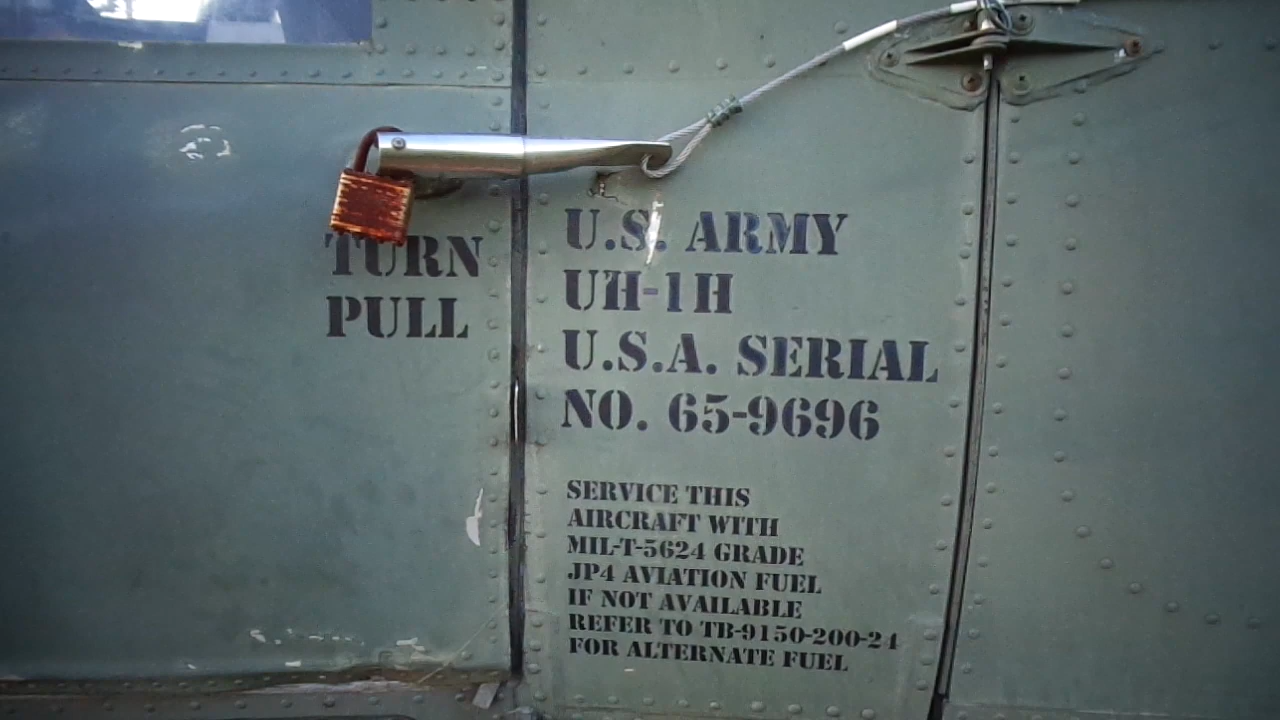 TURN
PULL
U.S. ARMY
UH-1H
U.S.A. SERIAL
NO. 65-9696
SERVICE THIS
AIRCRAFT WITH
MIL-T-5624 GRADE
JP4 AVIATION FUEL
IF NOT AVAILABLE
REFER TO TB-9150-200-24
FOR ALTERNATE FUEL